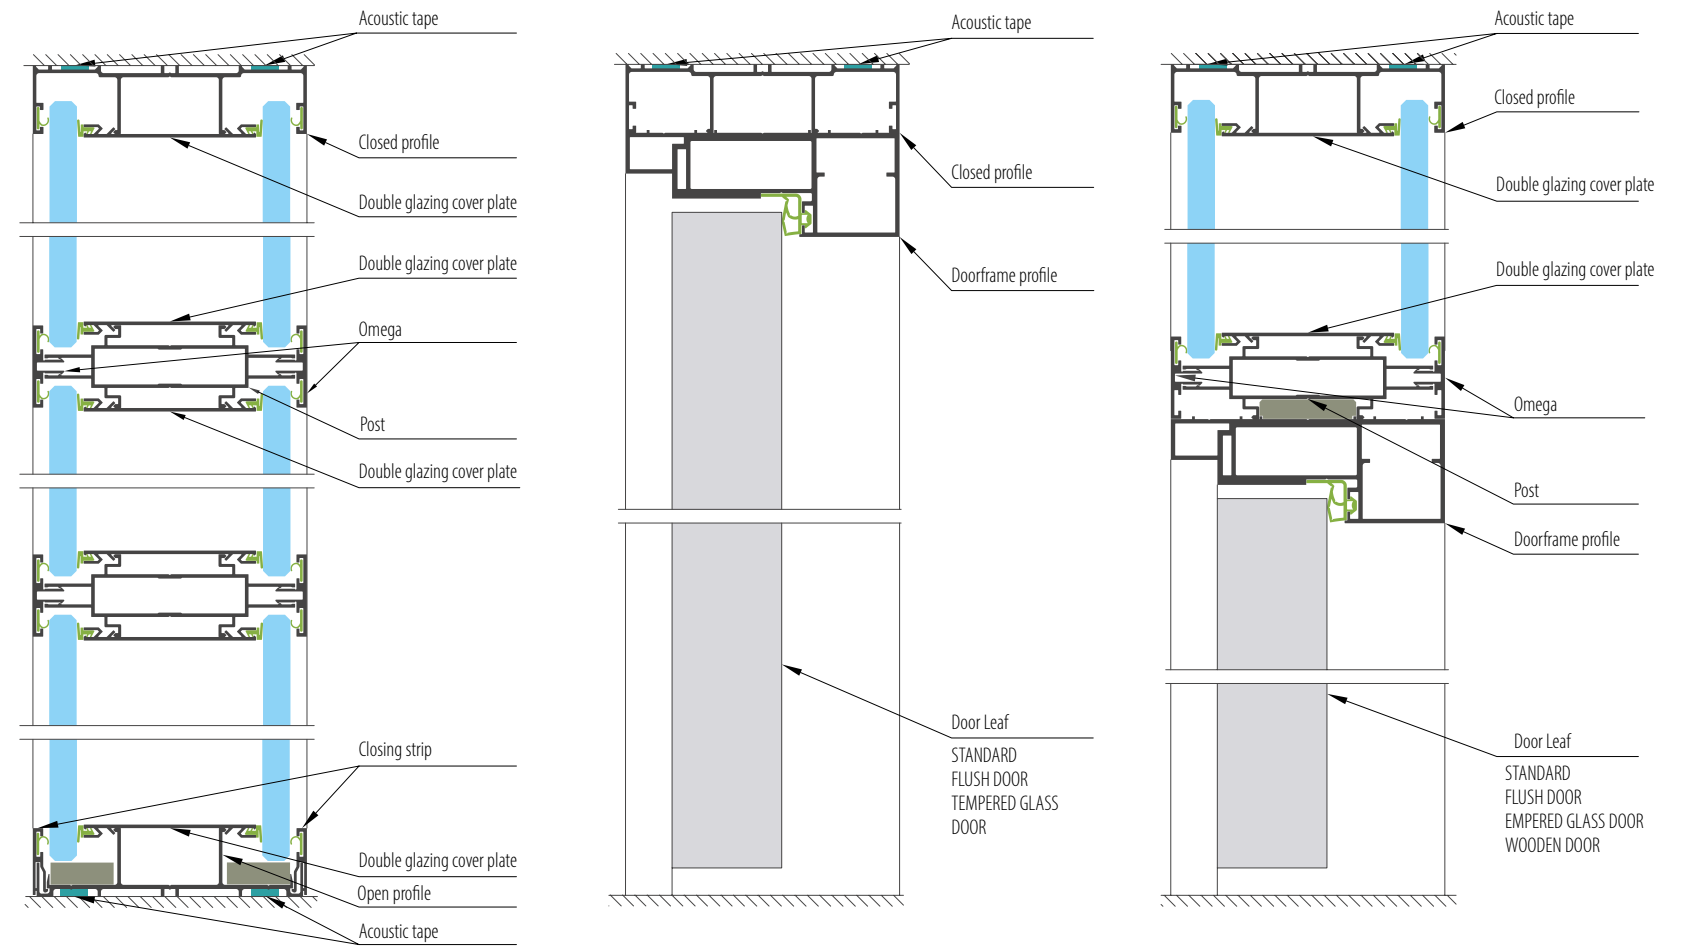 Acoustic tape
Closed profile
Double glazing cover plate
Double glazing cover plate
Omega
Post
Double glazing cover plate
Closing strip
Double glazing cover plate
Open profile
Acoustic tape
Acoustic tape
Closed profile
Doorframe profile
Door Leaf
STANDARD
FLUSH DOOR
TEMPERED GLASS
DOOR
Acoustic tape
Closed profile
Double glazing cover plate
Double glazing cover plate
Omega
Post
Doorframe profile
Door Leaf
STANDARD
FLUSH DOOR
EMPERED GLASS DOOR
WOODEN DOOR